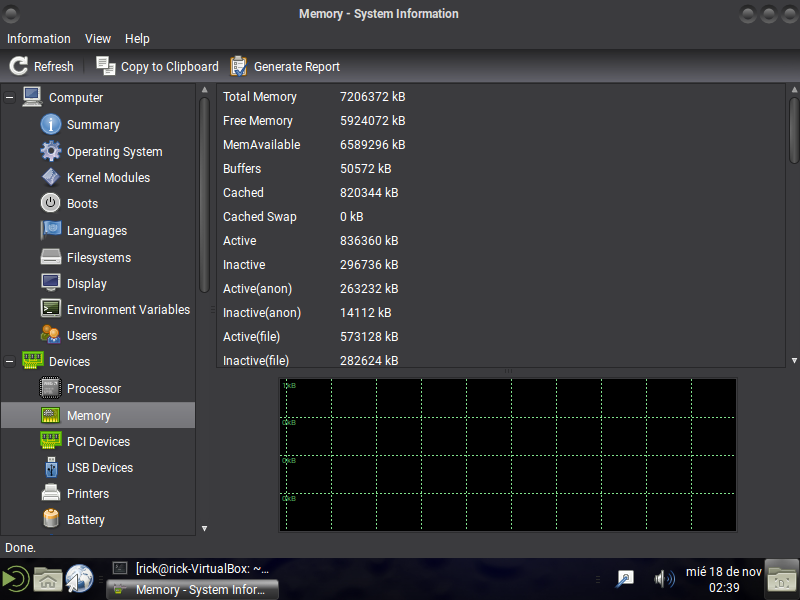 Memory - System Information
Information View Help
Refresh Copy to Clipboard Generate Report
Computer
Summary
Operating System
Kernel Modules
Boots
Languages
Filesystems
Display
Environment Variables
Users
Devices
Processor
Memory
PCI Devices
USB Devices
Printers
Battery
Total Memory 7206372 kB
Free Memory 5924072 kB
MemAvailable 6589296 kB
Buffers 50572 kB
Cached 820344 kB
Cached Swap 0 kB
Active 836360 kB
Inactive 296736 kB
Active(anon) 263232 kB
Inactive(anon) 14112 kB
Active(file) 573128 kB
Inactive(file) 282624 kB
1kB
0kB
0kB
0kB
Done.
[rick@rick-VirtualBox: ~...
Memory - System Infor...
mié 18 de nov
02:39